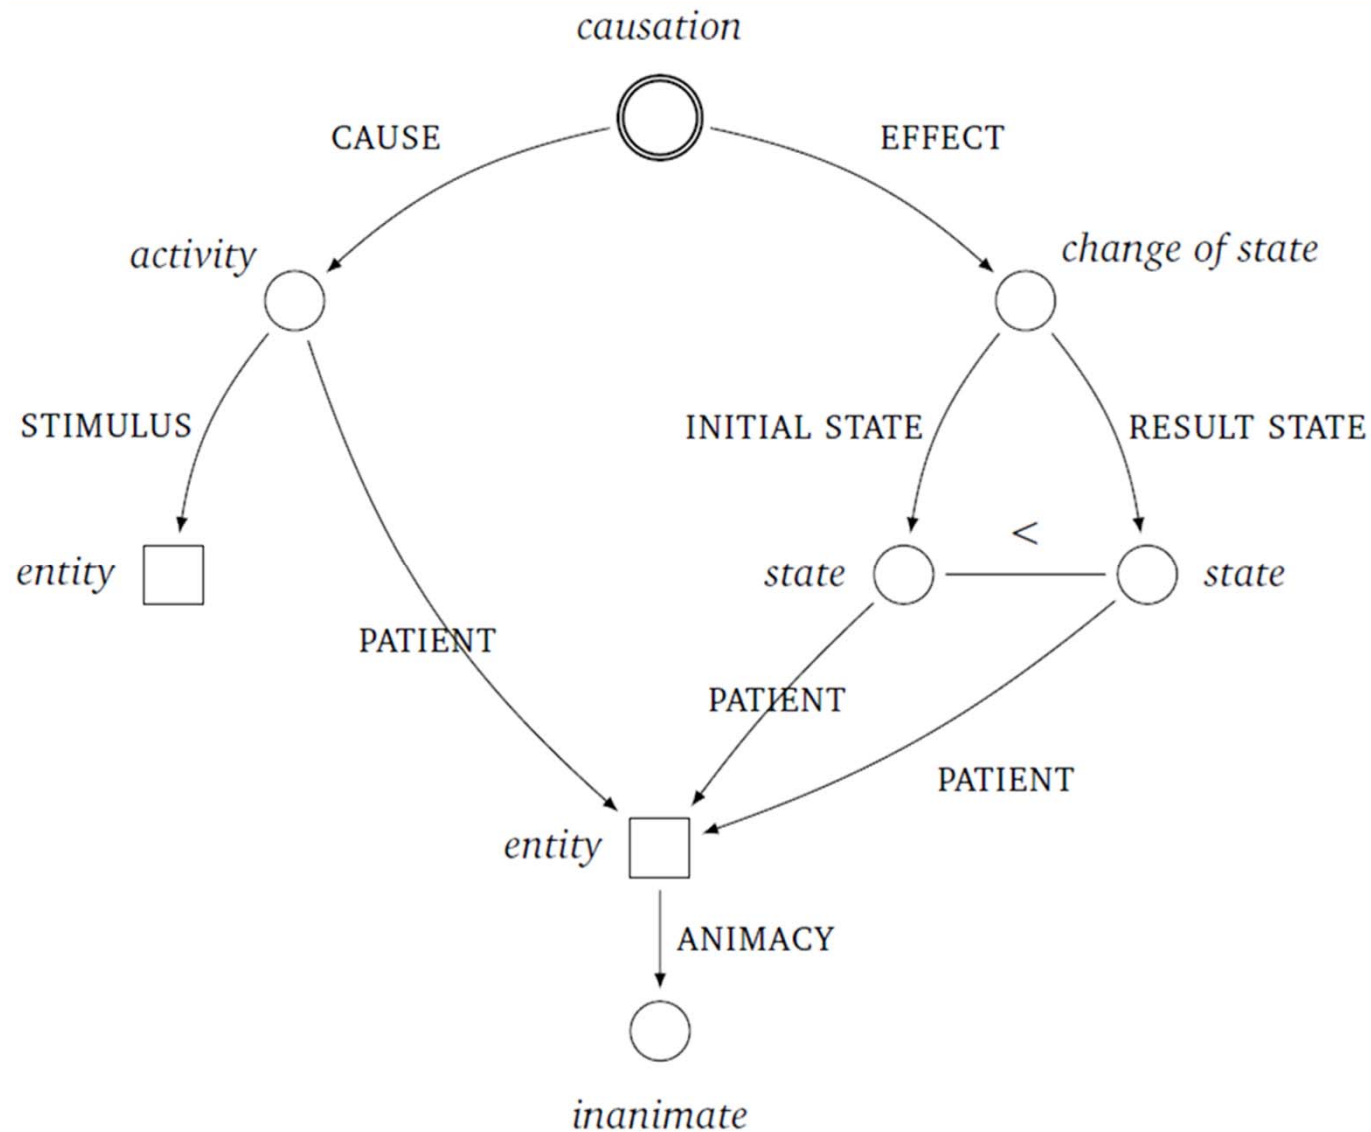 causation
CAUSE
EFFECT
activity
change of state
STIMULUS
INITIAL STATE
RESULT STATE
<
entity
state
state
PATIENT
PATIENT
PATIENT
entity
ANIMACY
inanimate